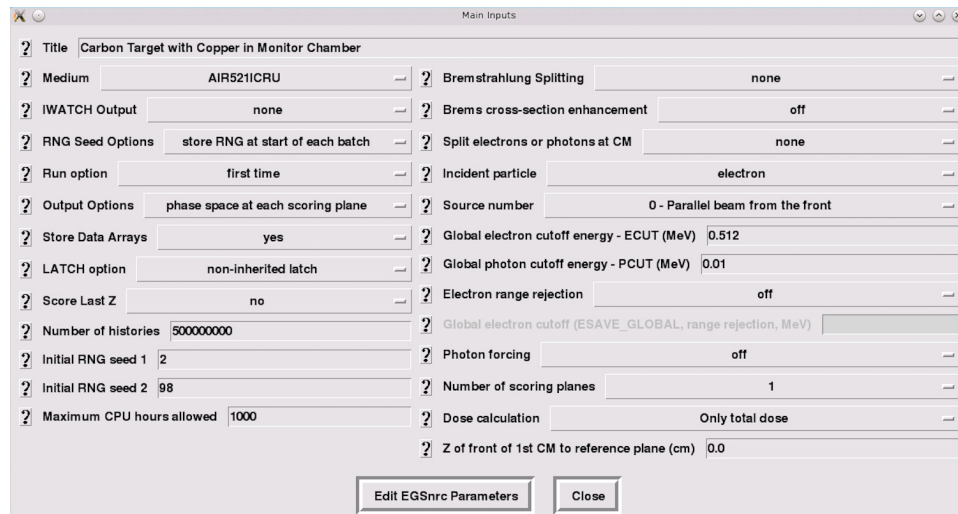 Main Inputs
? Title Carbon Target with Copper in Monitor Chamber
? Medium AIR521ICRU
? IWATCH Output none
? RNG Seed Options store RNG at start of each batch
? Run option first time
? Output Options phase space at each scoring plane
? Store Data Arrays yes
? LATCH option non-inherited latch
? Score Last Z no
? Number of histories 500000000
? Initial RNG seed 1 2
? Initial RNG seed 2 98
? Maximum CPU hours allowed 1000
? Bremstrahlung Splitting none
? Brems cross-section enhancement off
? Split electrons or photons at CM none
? Incident particle electron
? Source number 0 - Parallel beam from the front
? Global electron cutoff energy - ECUT (MeV) 0.512
? Global photon cutoff energy - PCUT (MeV) 0.01
? Electron range rejection off
? Global electron cutoff (ESAVE_GLOBAL, range rejection, MeV)
? Photon forcing off
? Number of scoring planes 1
? Dose calculation Only total dose
? Z of front of 1st CM to reference plane (cm) 0.0
Edit EGSnrc Parameters Close